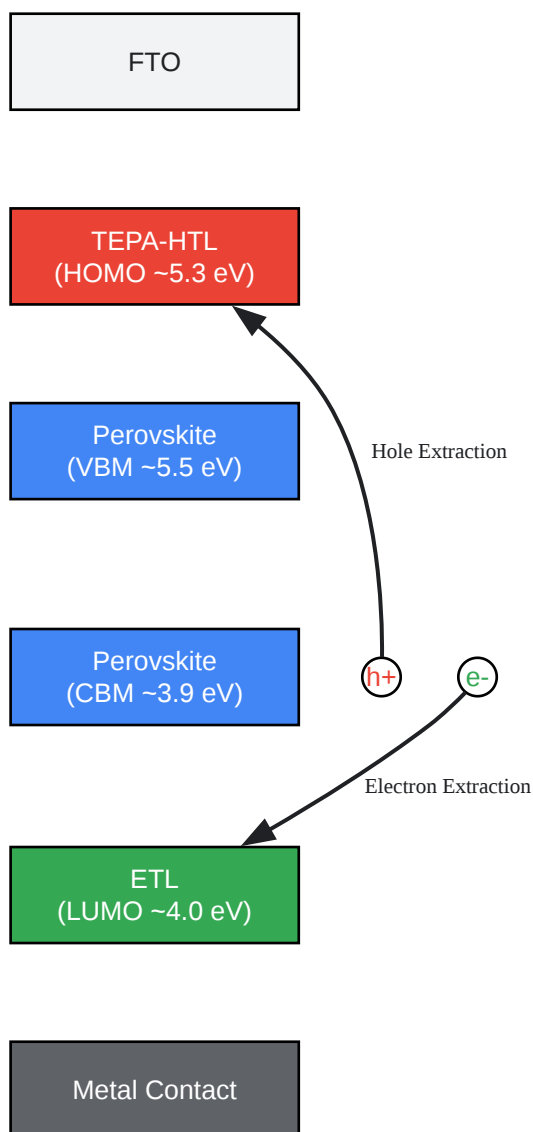 FTO
TEPA-HTL
(HOMO ~5.3 eV)
Perovskite
(VBM ~5.5 eV)
Hole Extraction
Perovskite
(CBM ~3.9 eV)
h+
e-
Electron Extraction
ETL
(LUMO ~4.0 eV)
Metal Contact